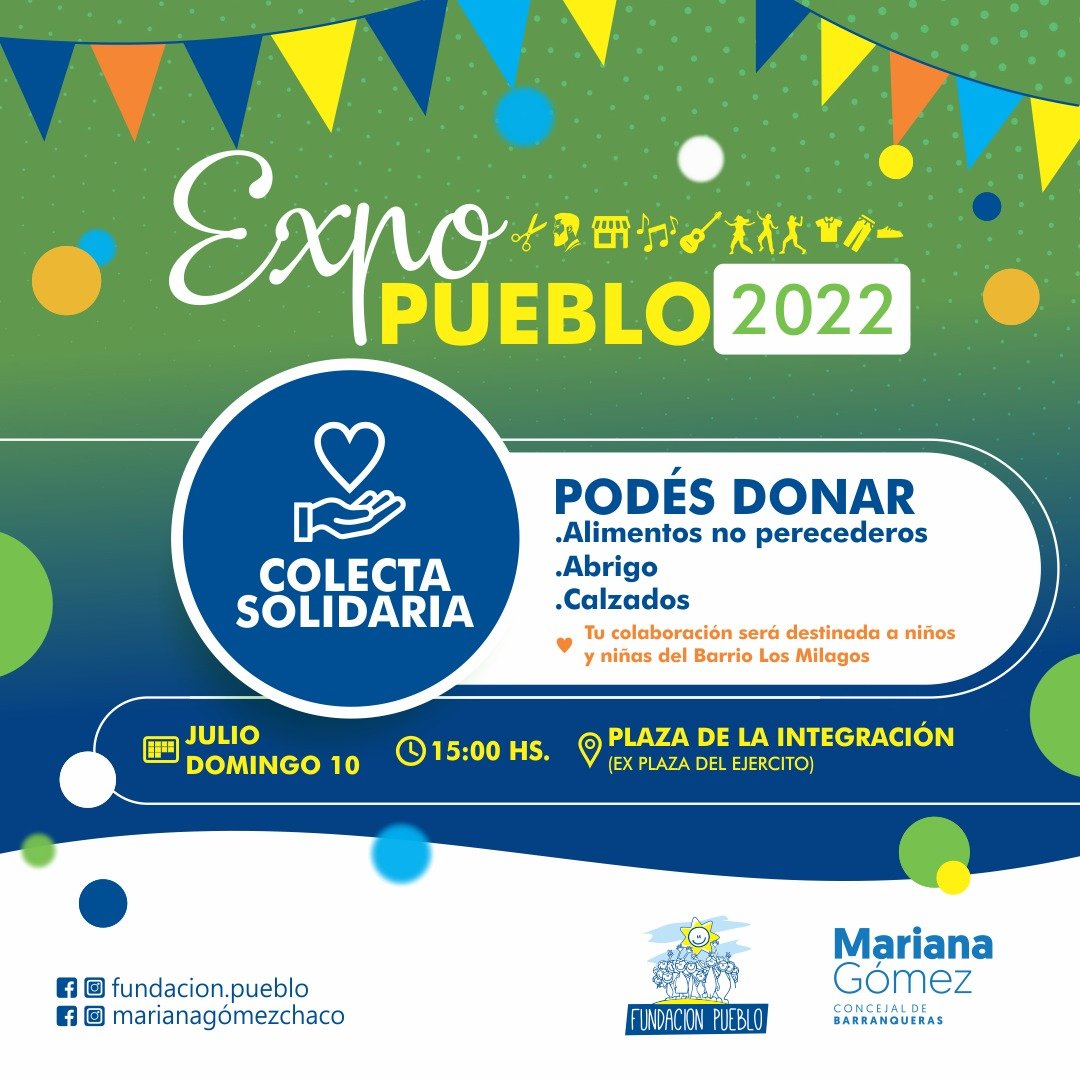 Expo
PUEBLO 2022
COLECTA
SOLIDARIA
PODÉS DONAR
.Alimentos no perecederos
.Abrigo
.Calzados
Tu colaboración será destinada a niños
y niñas del Barrio Los Milagos
JULIO
DOMINGO 10
15:00 HS.
PLAZA DE LA INTEGRACIÓN
(EX PLAZA DEL EJERCITO)
fundacion.pueblo
marianagómezchaco
FUNDACION PUEBLO
Mariana
Gómez
CONCEJAL DE
BARRANQUERAS